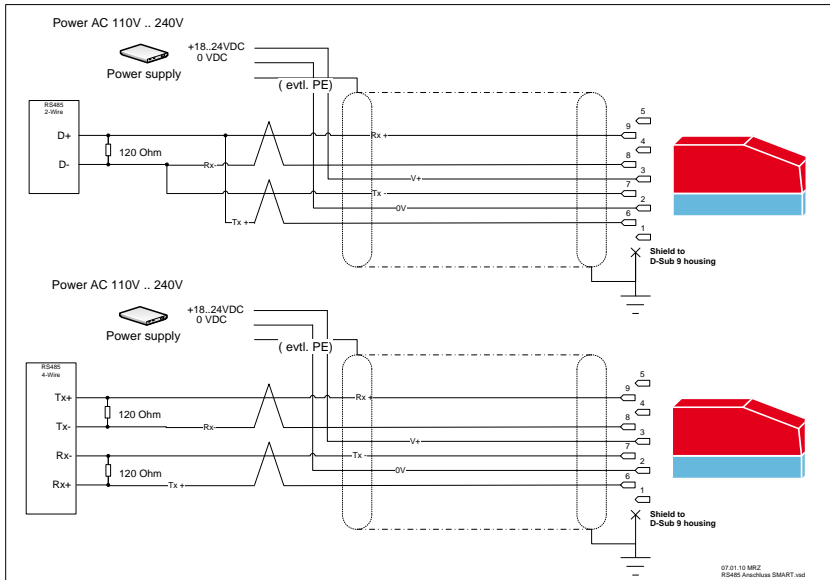 Power AC 110V .. 240V
+18..24VDC
0 VDC
Power supply
( evtl. PE)
RS485
2-Wire
D+
D-
120 Ohm
Rx +
Rx-
V+
Tx -
0V
Tx +
5
9
4
8
3
7
2
6
1
Shield to
D-Sub 9 housing
Power AC 110V .. 240V
+18..24VDC
0 VDC
Power supply
( evtl. PE)
RS485
4-Wire
Tx+
Tx-
Rx-
Rx+
120 Ohm
120 Ohm
Rx +
Rx-
V+
Tx -
0V
Tx +
5
9
4
8
3
7
2
6
1
Shield to
D-Sub 9 housing
07.01.10 MRZ
RS485 Anschluss SMART.vsd